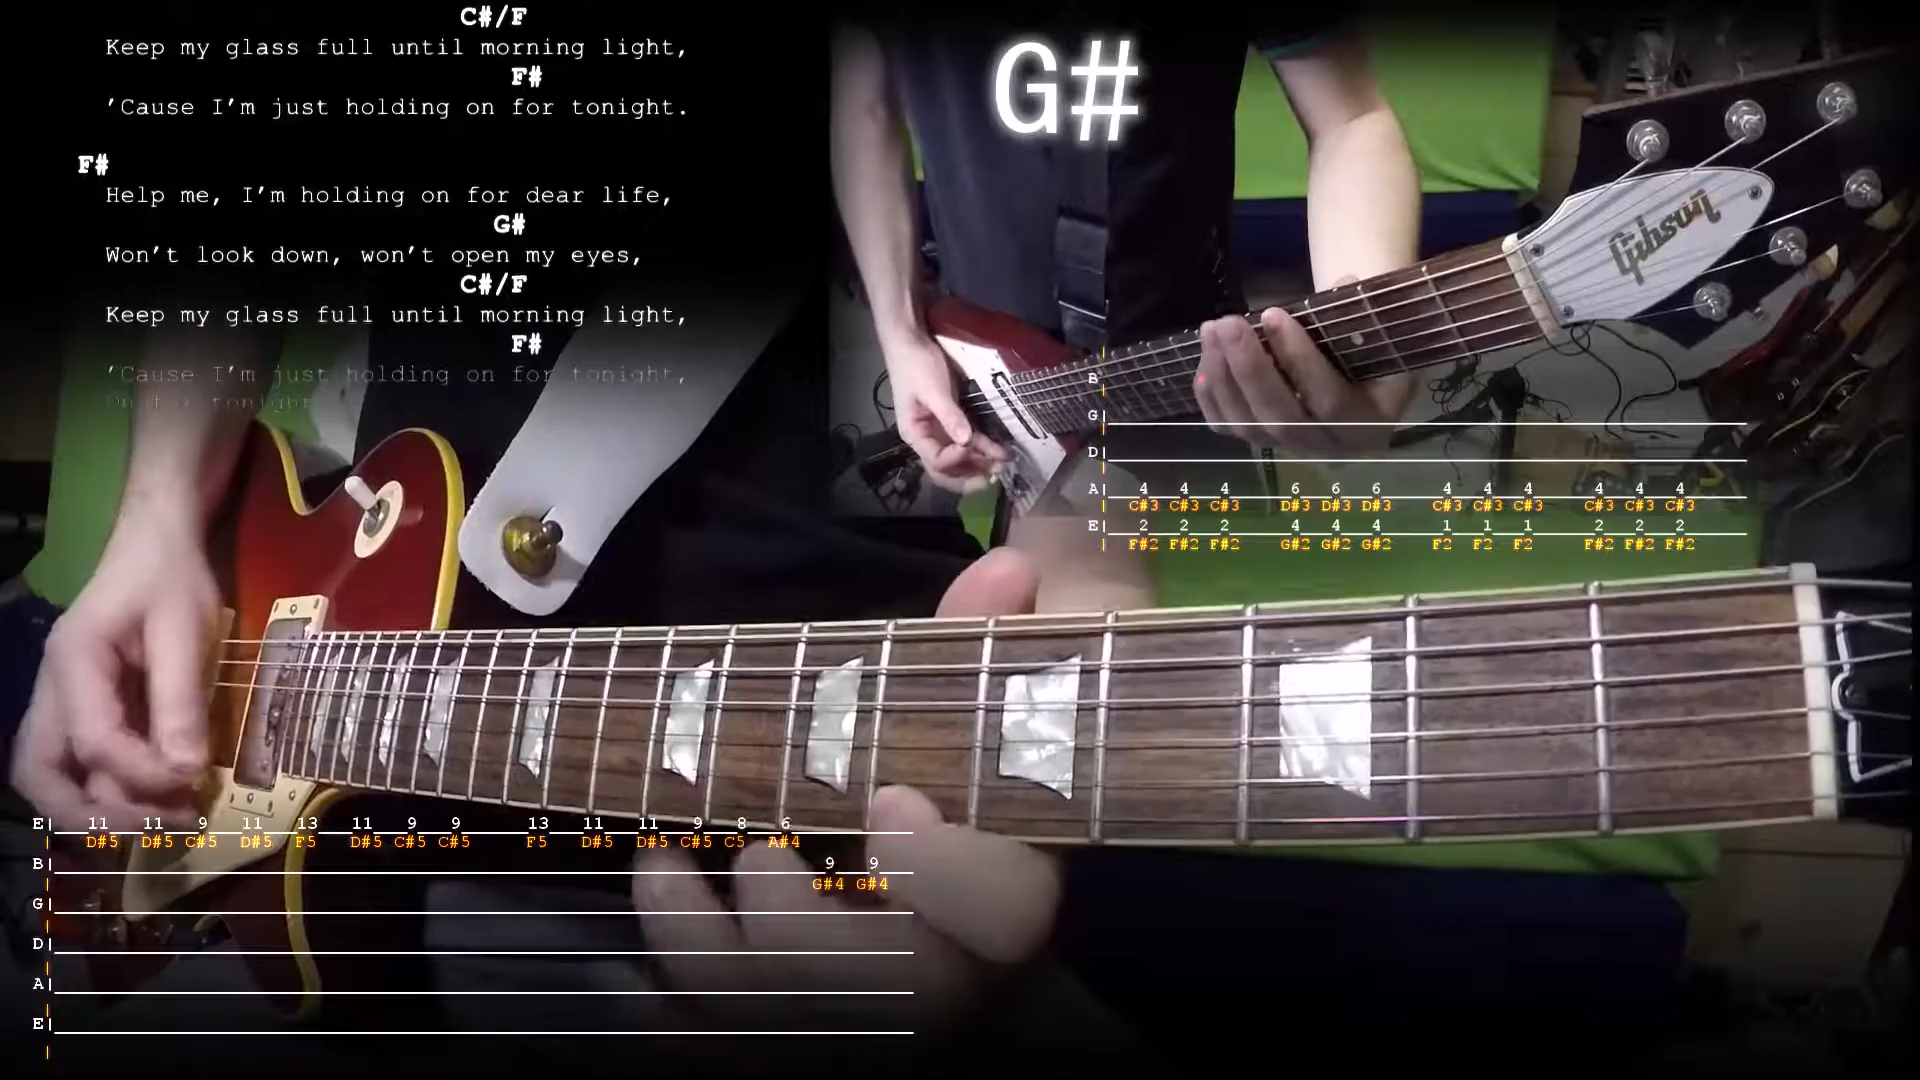 C#/F
Keep my glass full until morning light,
F#
'Cause I'm just holding on for tonight.
F#
Help me, I'm holding on for dear life,
G#
Won't look down, won't open my eyes,
C#/F
Keep my glass full until morning light,
F#
'Cause I'm just holding on for tonight,
G#
Gibson
B
G
D
A 4 4 4 6 6 6 4 4 4 4 4 4
C#3 C#3 C#3 D#3 D#3 D#3 C#3 C#3 C#3 C#3 C#3 C#3
E 2 2 2 4 4 4 1 1 1 2 2 2
F#2 F#2 F#2 G#2 G#2 G#2 F2 F2 F2 F#2 F#2 F#2
E 11 11 9 11 13 11 9 9 13 11 11 9 8 6
D#5 D#5 C#5 D#5 F5 D#5 C#5 C#5 F5 D#5 D#5 C#5 C5 A#4
B 9 9
G#4 G#4
G
D
A
E